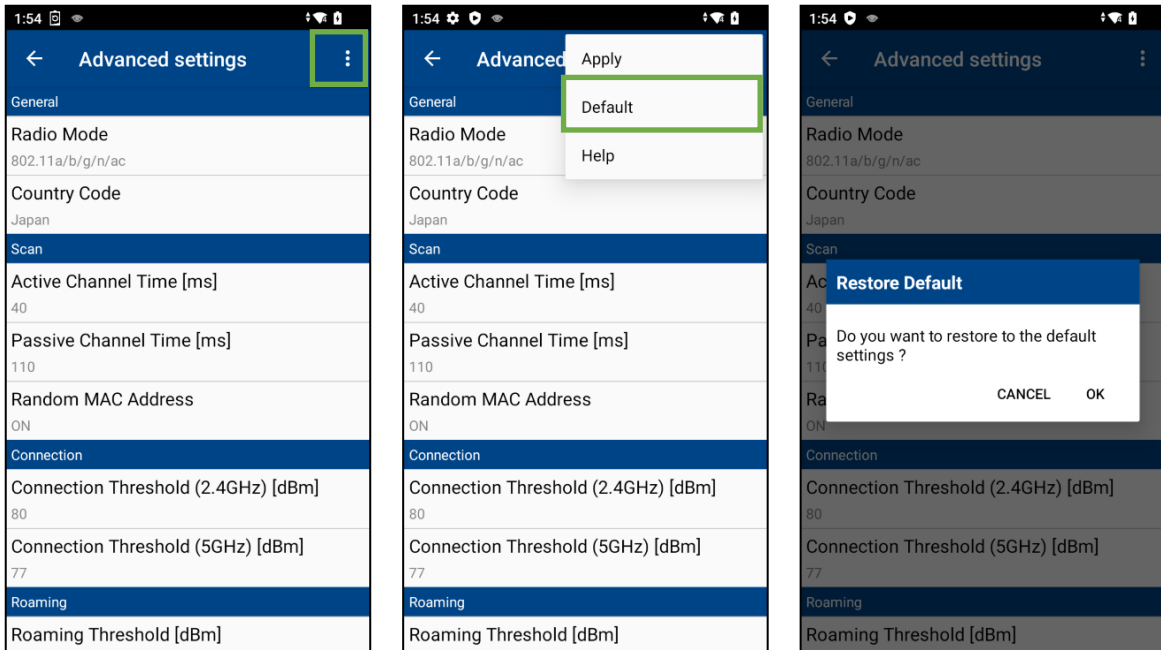 1:54
Advanced settings
General
Radio Mode
802.11a/b/g/n/ac
Country Code
Japan
Scan
Active Channel Time [ms]
40
Passive Channel Time [ms]
110
Random MAC Address
ON
Connection
Connection Threshold (2.4GHz) [dBm]
80
Connection Threshold (5GHz) [dBm]
77
Roaming
Roaming Threshold [dBm]
1:54
Advanced
Apply
Default
Help
General
Radio Mode
802.11a/b/g/n/ac
Country Code
Japan
Scan
Active Channel Time [ms]
40
Passive Channel Time [ms]
110
Random MAC Address
ON
Connection
Connection Threshold (2.4GHz) [dBm]
80
Connection Threshold (5GHz) [dBm]
77
Roaming
Roaming Threshold [dBm]
1:54
Advanced settings
General
Radio Mode
802.11a/b/g/n/ac
Country Code
Japan
Scan
Ac
40
Pa
110
Ra
Restore Default
Do you want to restore to the default
settings ?
CANCEL OK
ON
Connection
Connection Threshold (2.4GHz) [dBm]
80
Connection Threshold (5GHz) [dBm]
77
Roaming
Roaming Threshold [dBm]